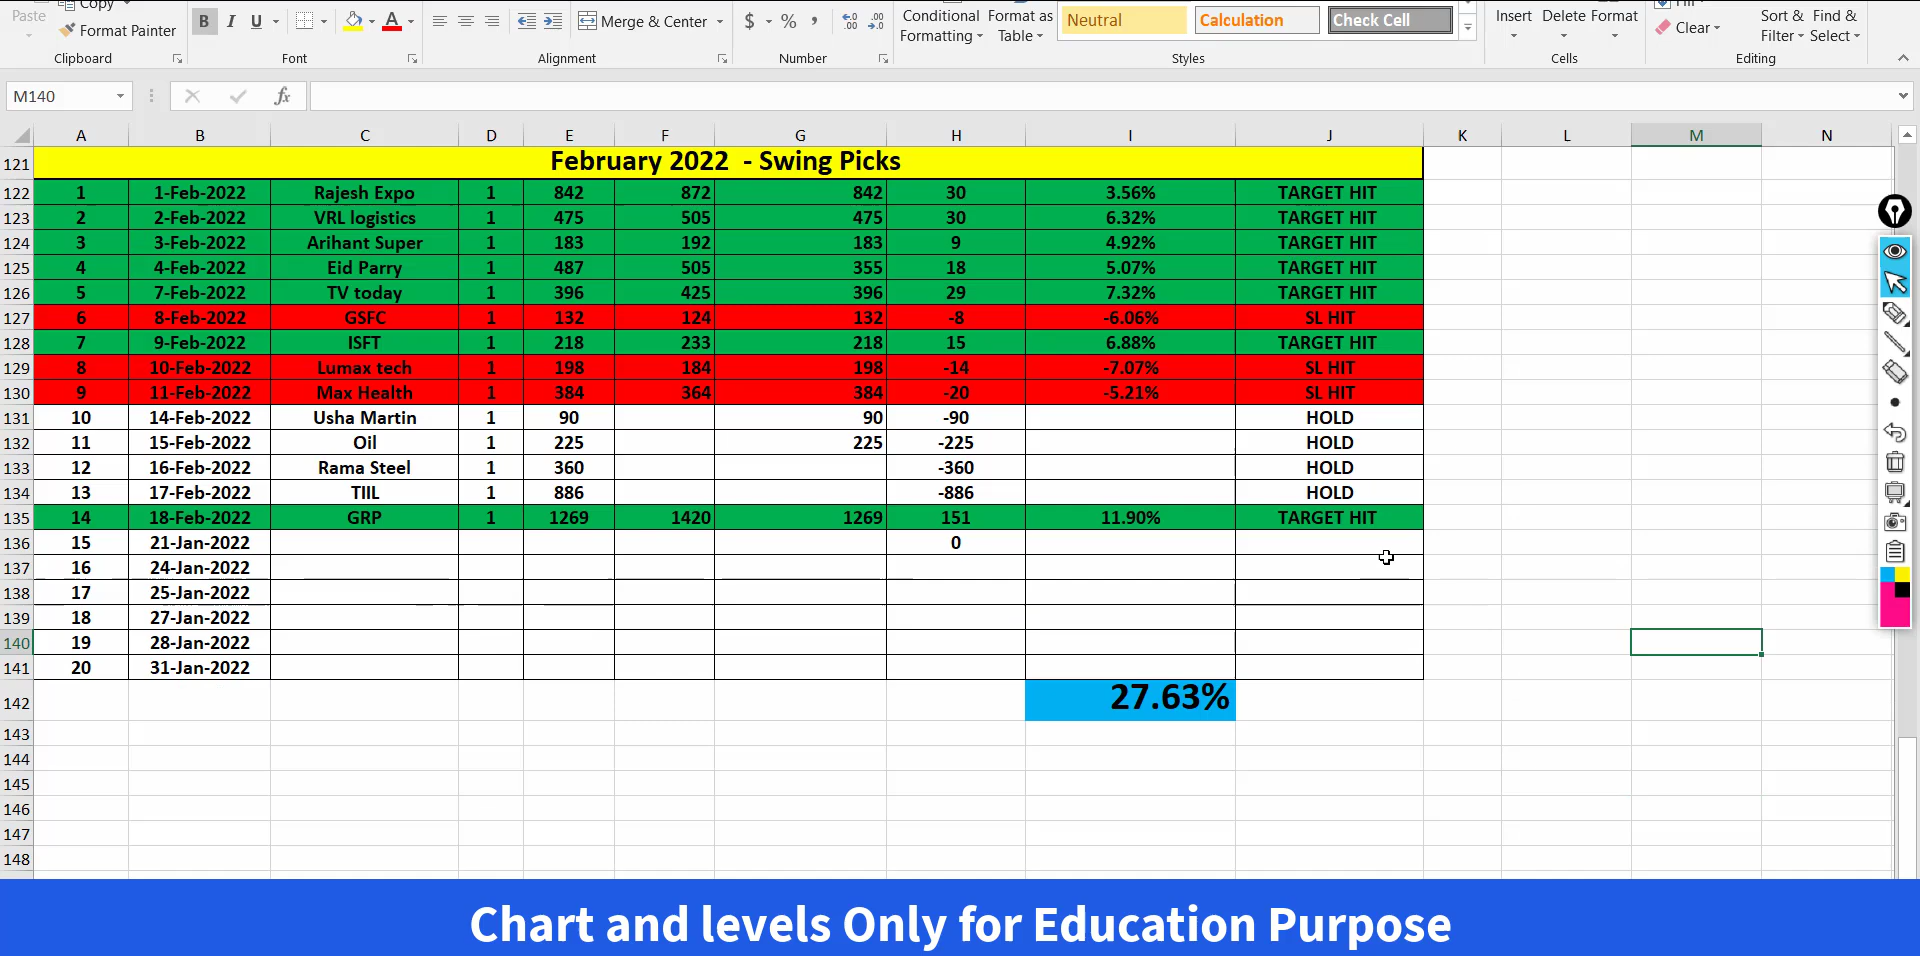 Paste Copy
Format Painter
B I U A
Merge & Center
$ % ,
Conditional Formatting
Format as Table
Neutral Calculation Check Cell
Insert Delete Format
Clear
Sort & Filter
Find & Select
Clipboard Font Alignment Number Styles Cells Editing
M140 fx
A B C D E F G H I J K L M N
121 February 2022 - Swing Picks
122 1 1-Feb-2022 Rajesh Expo 1 842 872 842 30 3.56% TARGET HIT
123 2 2-Feb-2022 VRL logistics 1 475 505 475 30 6.32% TARGET HIT
124 3 3-Feb-2022 Arihant Super 1 183 192 183 9 4.92% TARGET HIT
125 4 4-Feb-2022 Eid Parry 1 487 505 355 18 5.07% TARGET HIT
126 5 7-Feb-2022 TV today 1 396 425 396 29 7.32% TARGET HIT
127 6 8-Feb-2022 GSFC 1 132 124 132 -8 -6.06% SL HIT
128 7 9-Feb-2022 ISFT 1 218 233 218 15 6.88% TARGET HIT
129 8 10-Feb-2022 Lumax tech 1 198 184 198 -14 -7.07% SL HIT
130 9 11-Feb-2022 Max Health 1 384 364 384 -20 -5.21% SL HIT
131 10 14-Feb-2022 Usha Martin 1 90 90 -90 HOLD
132 11 15-Feb-2022 Oil 1 225 225 -225 HOLD
133 12 16-Feb-2022 Rama Steel 1 360 -360 HOLD
134 13 17-Feb-2022 TIIL 1 886 -886 HOLD
135 14 18-Feb-2022 GRP 1 1269 1420 1269 151 11.90% TARGET HIT
136 15 21-Jan-2022 0
137 16 24-Jan-2022
138 17 25-Jan-2022
139 18 27-Jan-2022
140 19 28-Jan-2022
141 20 31-Jan-2022
142 27.63%
143
144
145
146
147
148
Chart and levels Only for Education Purpose